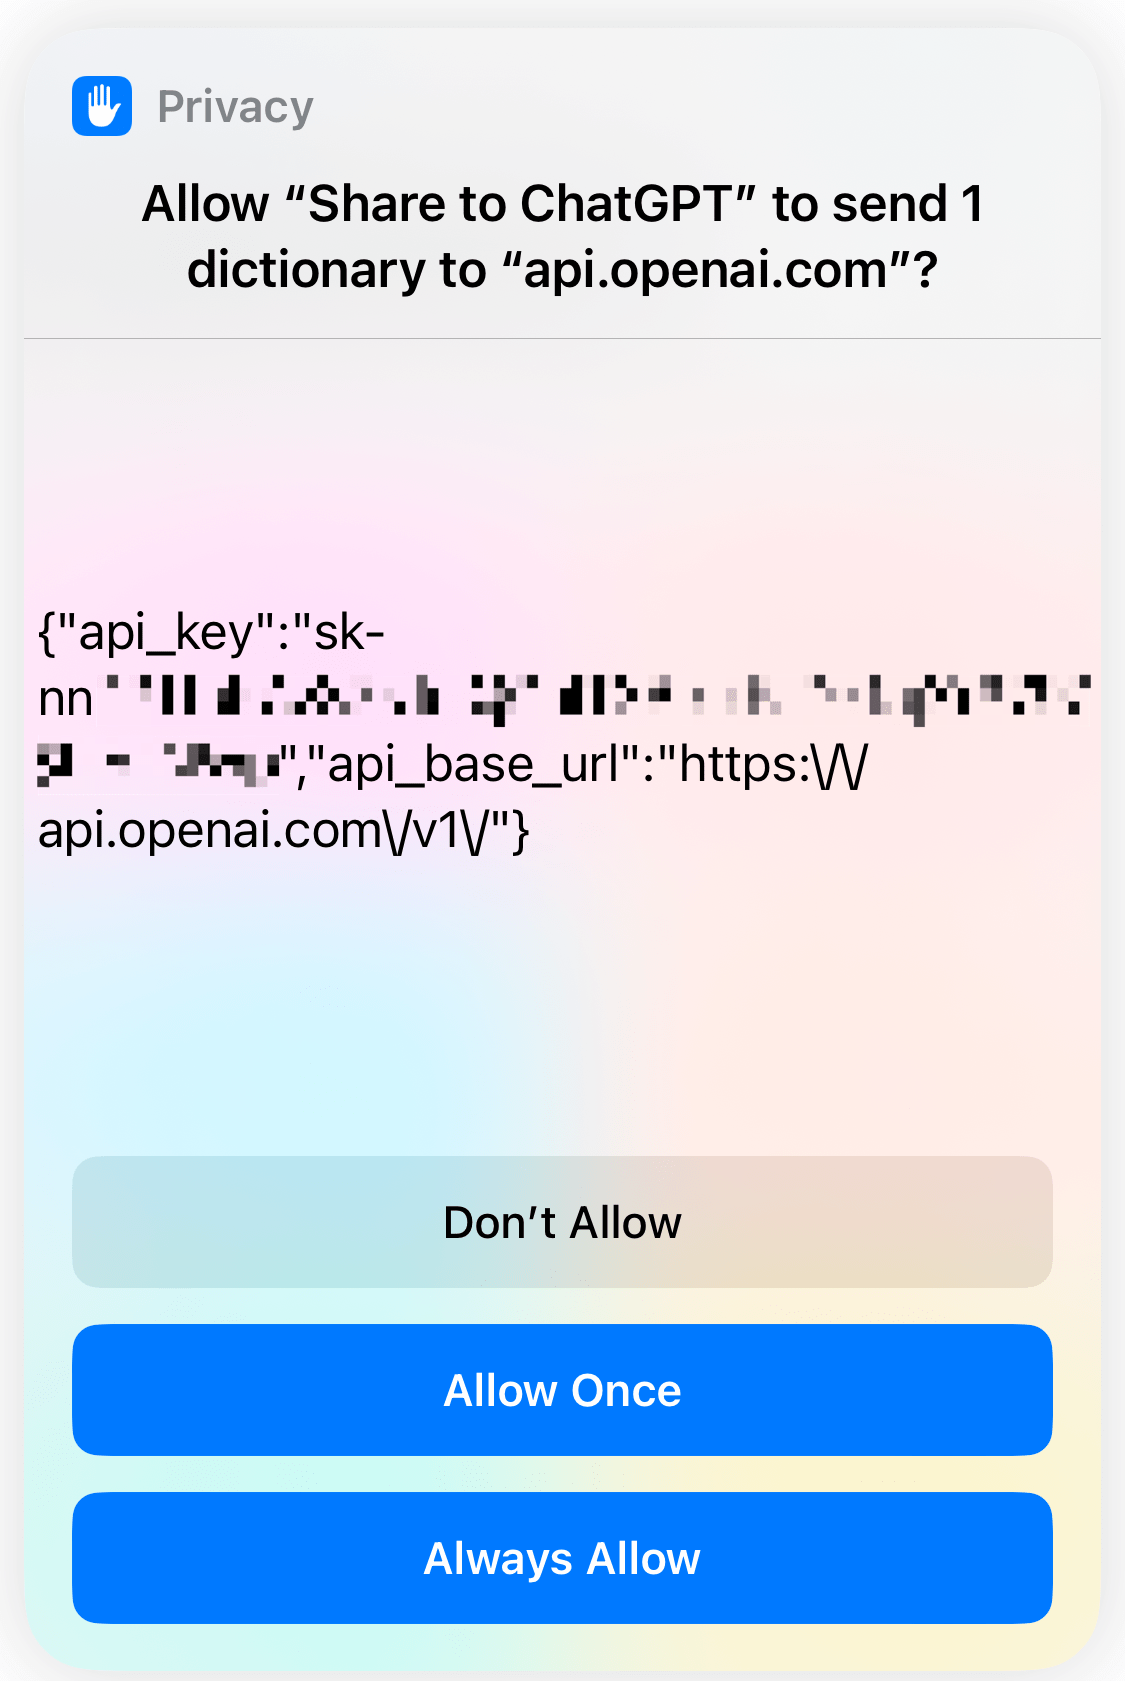 Privacy
Allow “Share to ChatGPT” to send 1
dictionary to “api.openai.com”?
{"api_key":"sk-
nn
","api_base_url":"https:\/\/
api.openai.com\/v1\/"}
Don’t Allow
Allow Once
Always Allow